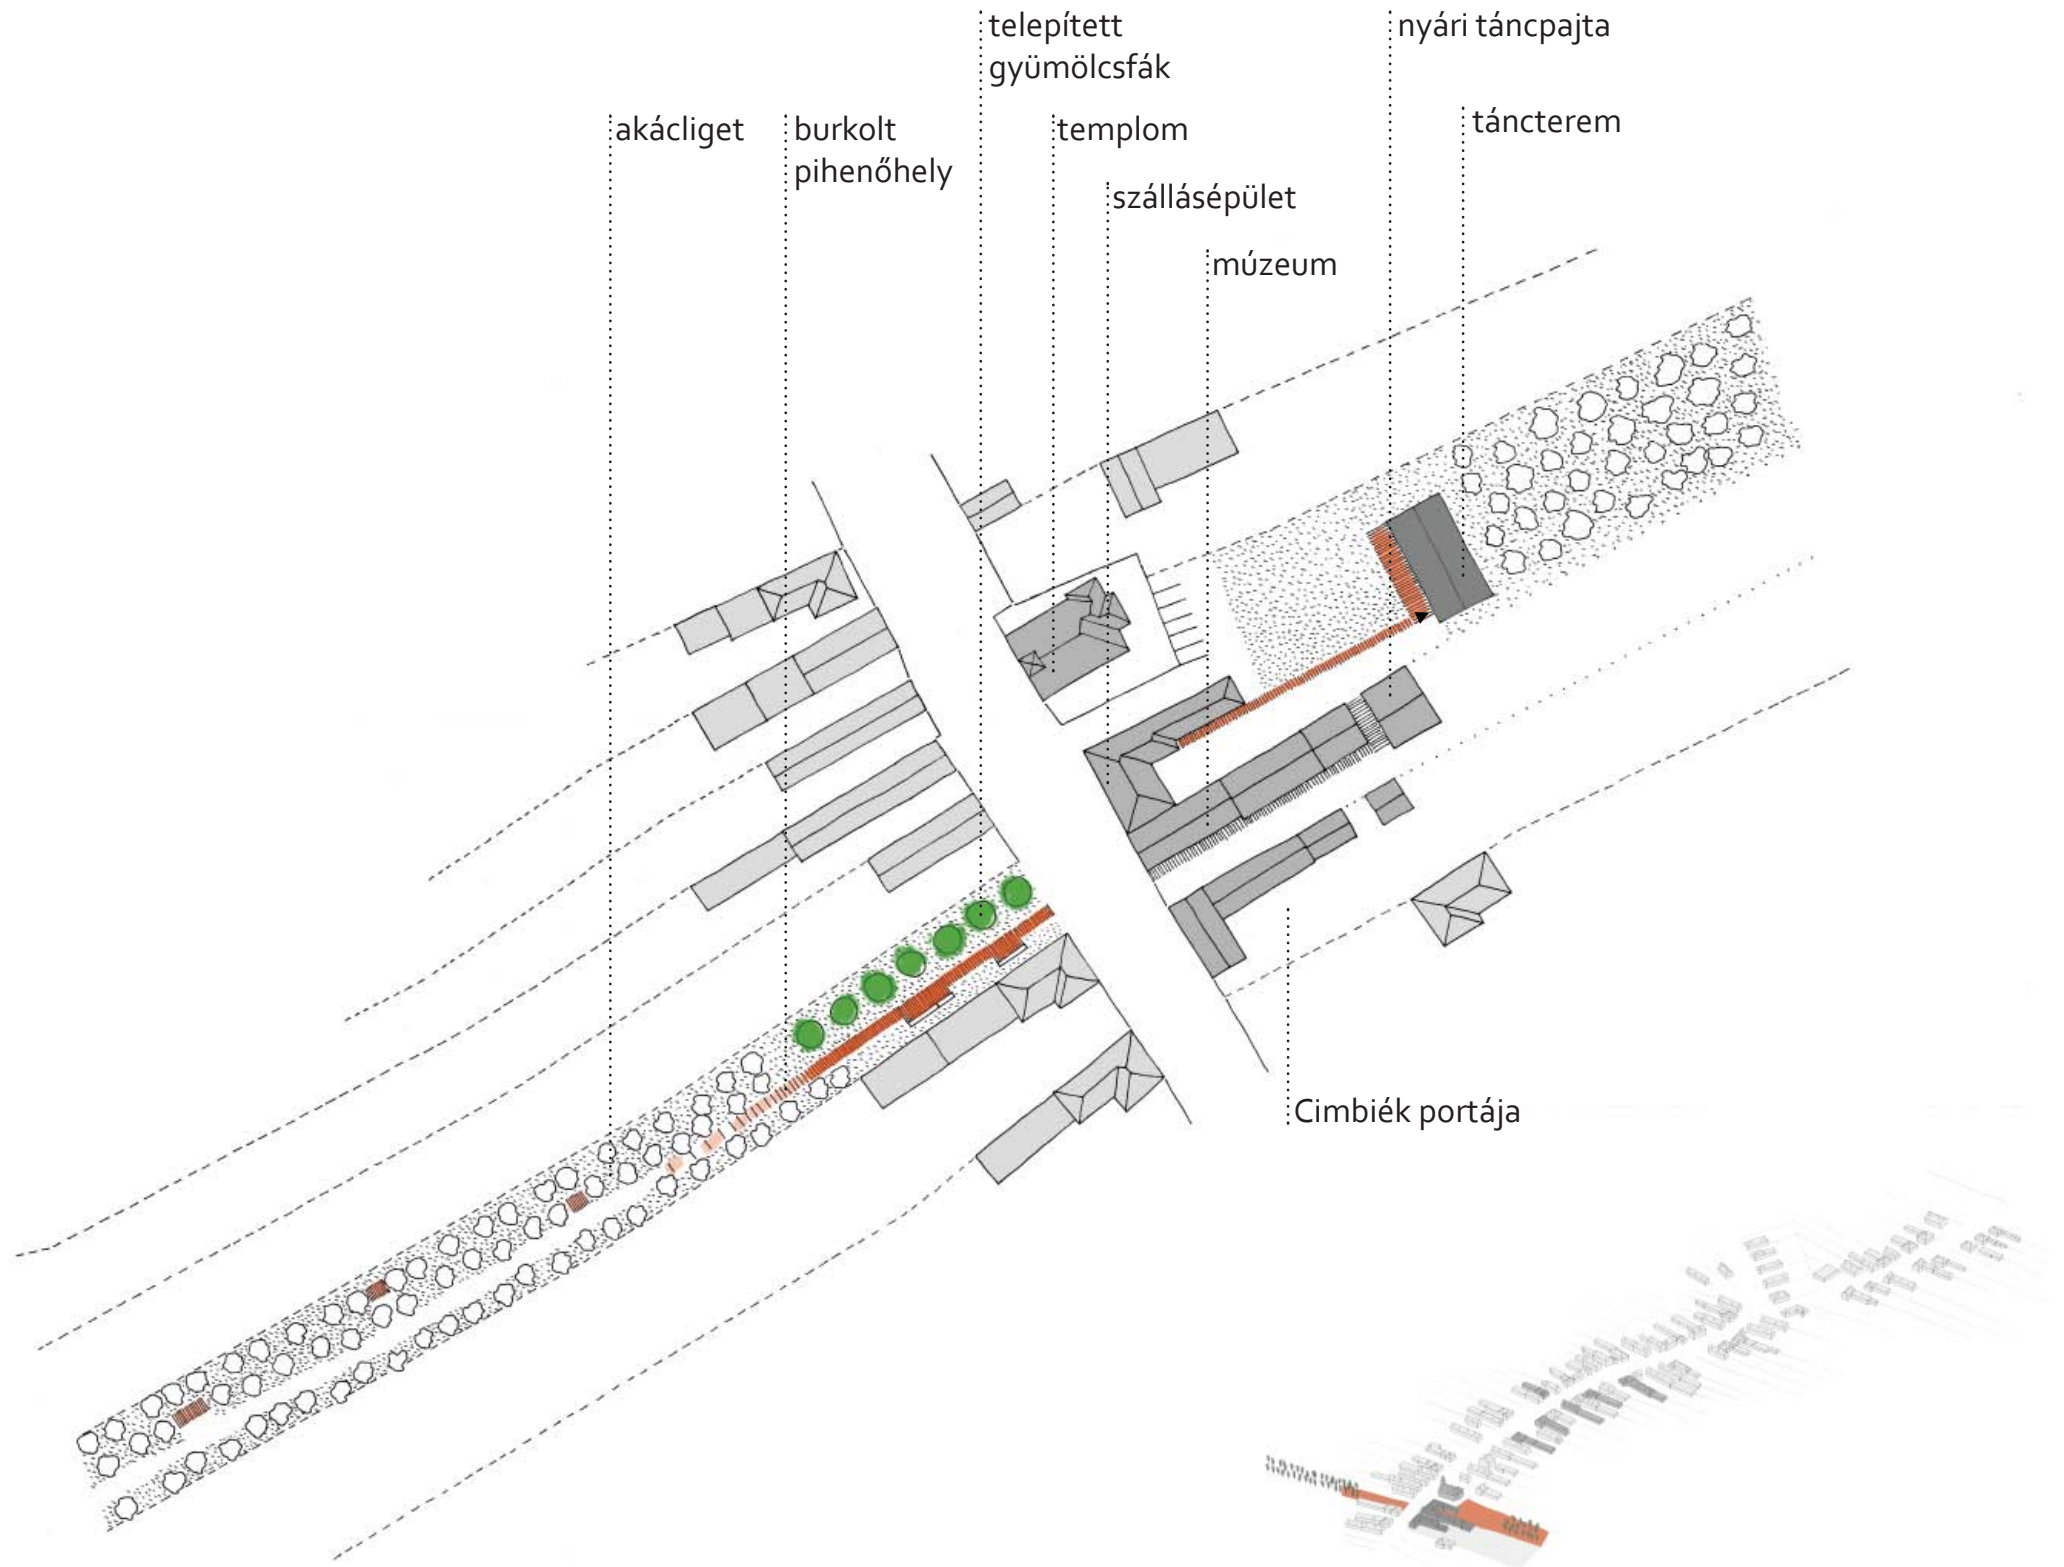 telepített
gyümölcsfák
nyári táncpajta
akácliget
burkolt
pihenőhely
templom
táncterem
szállásépület
múzeum
Cimbiék portája